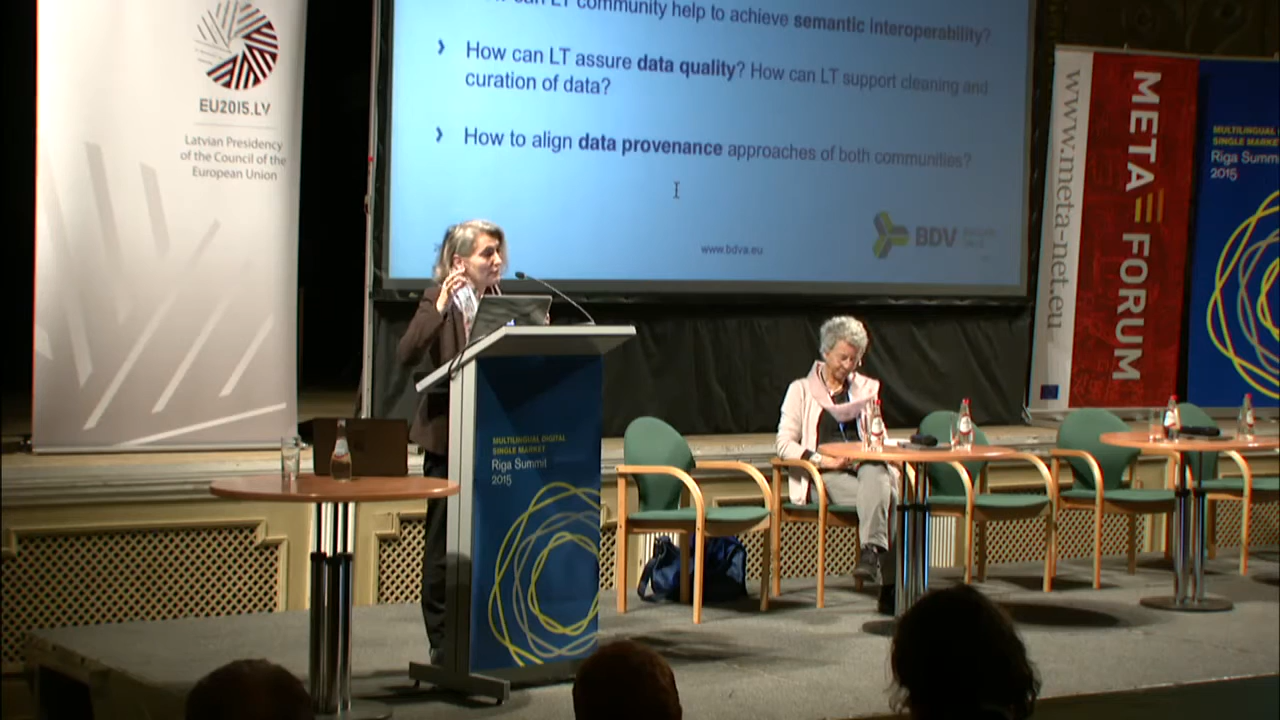 can LT community help to achieve semantic interoperability?
› How can LT assure data quality? How can LT support cleaning and
curation of data?
› How to align data provenance approaches of both communities?
www.bdva.eu
BDV
EU2015.LV
Latvian Presidency
of the Council of the
European Union
MULTILINGUAL DIGITAL
SINGLE MARKET
Riga Summit
2015
www.meta-net.eu
META FORUM
MULTILINGUAL
SINGLE MARKET
Riga Summ
2015